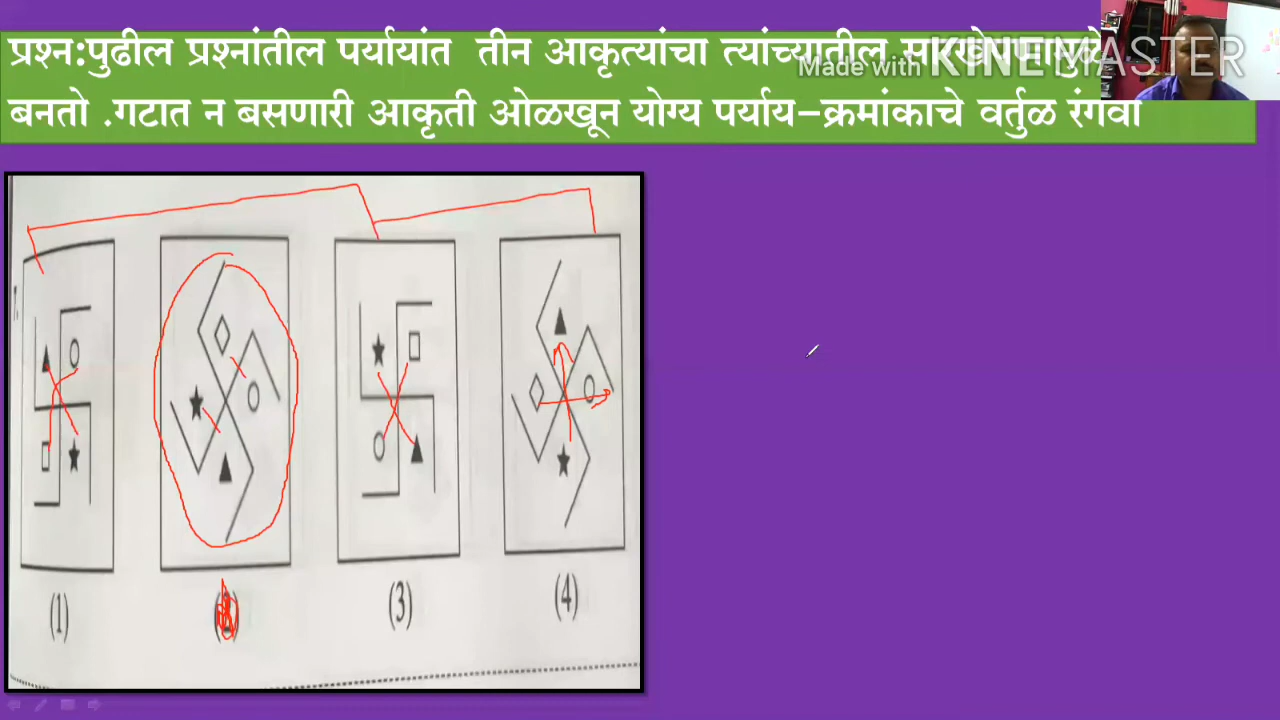 प्रश्न:पुढील प्रश्नांतील पर्यायांत तीन आकृत्यांचा त्यांच्यातील
Made with KINEMASTER
बनतो .गटात न बसणारी आकृती ओळखून योग्य पर्याय-क्रमांकाचे वर्तुळ रंगवा
(1) (2) (3) (4)